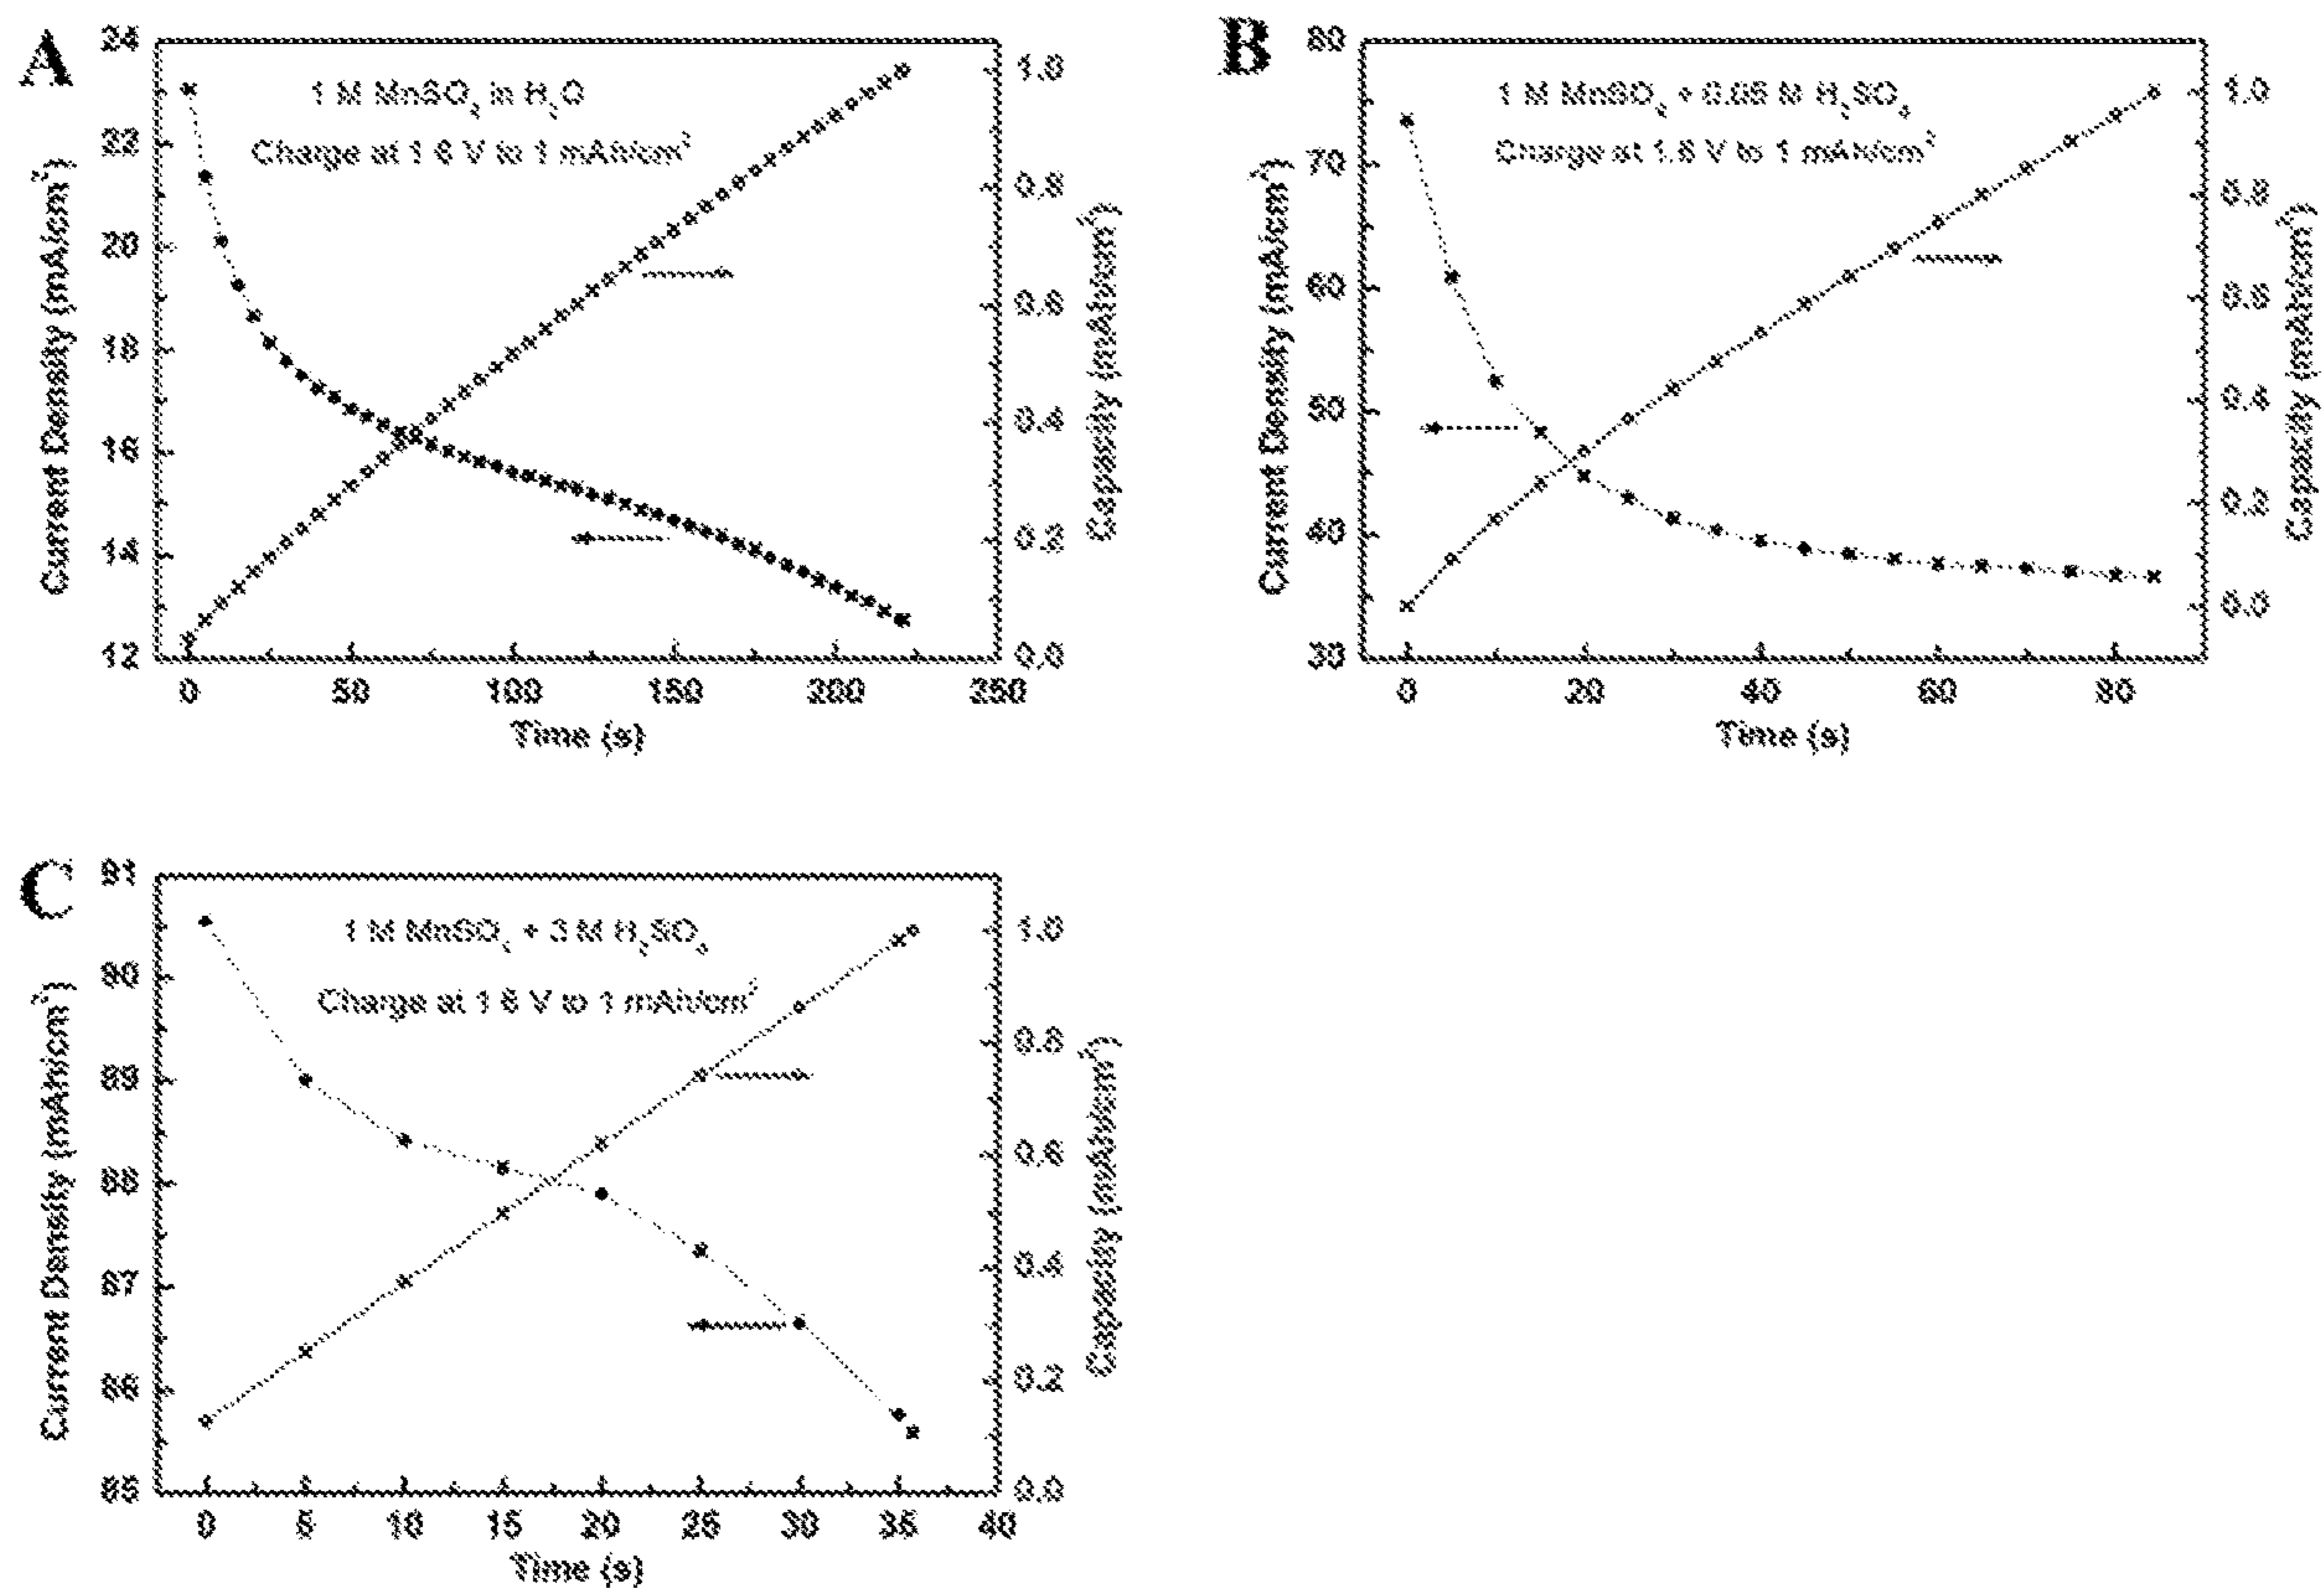 A
1 M MnSO₄ in H₂O
Charge at 1.6 V to 1 mAh/cm²
Current Density (mA/cm²)
24
22
20
18
16
14
12
Capacity (mAh/cm²)
1.0
0.8
0.6
0.4
0.2
0.0
0 50 100 150 200 250
Time (s)
B
1 M MnSO₄ + 0.05 M H₂SO₄
Charge at 1.6 V to 1 mAh/cm²
Current Density (mA/cm²)
80
70
60
50
40
30
Capacity (mAh/cm²)
1.0
0.8
0.6
0.4
0.2
0.0
0 20 40 60 80
Time (s)
C
1 M MnSO₄ + 3 M H₂SO₄
Charge at 1.6 V to 1 mAh/cm²
Current Density (mAh/cm²)
91
90
89
88
87
86
85
Capacity (mAh/cm²)
1.0
0.8
0.6
0.4
0.2
0.0
0 5 10 15 20 25 30 35 40
Time (s)